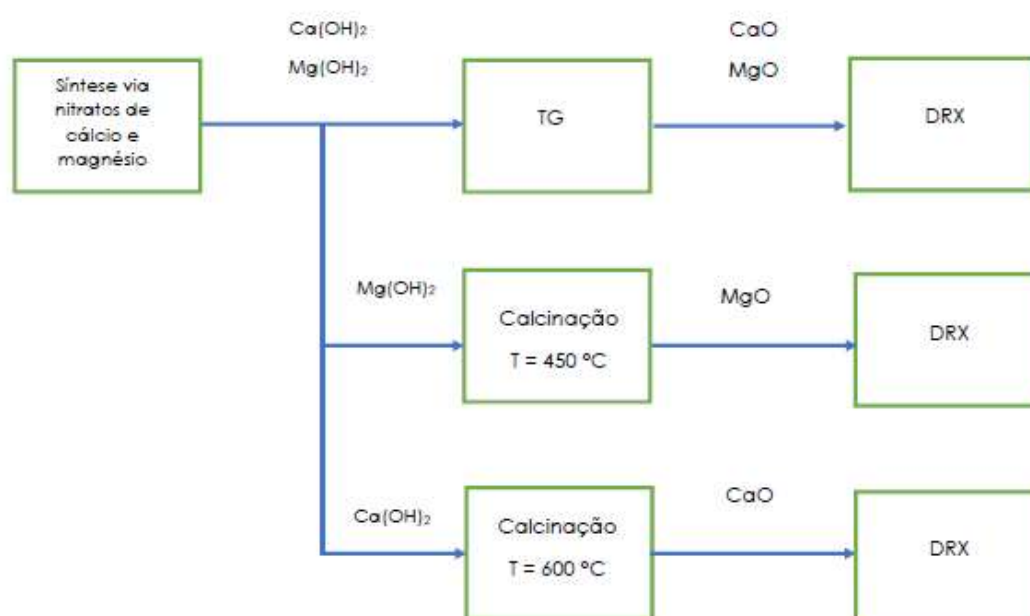 Síntese via
nitratos de
cálcio e
magnésio
Ca(OH)₂
Mg(OH)₂
TG
CaO
MgO
DRX
Mg(OH)₂
Calcinação
T = 450 ºC
MgO
DRX
Ca(OH)₂
Calcinação
T = 600 ºC
CaO
DRX